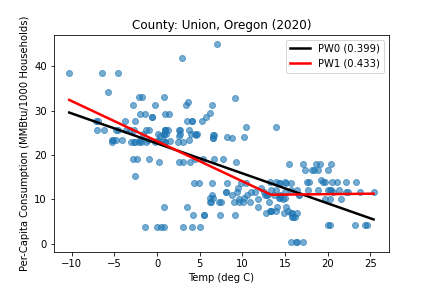 County: Union, Oregon (2020)
PW0 (0.399)
PW1 (0.433)
Per-Capita Consumption (MMBtu/1000 Households)
40
30
20
10
0
−10 −5 0 5 10 15 20 25
Temp (deg C)